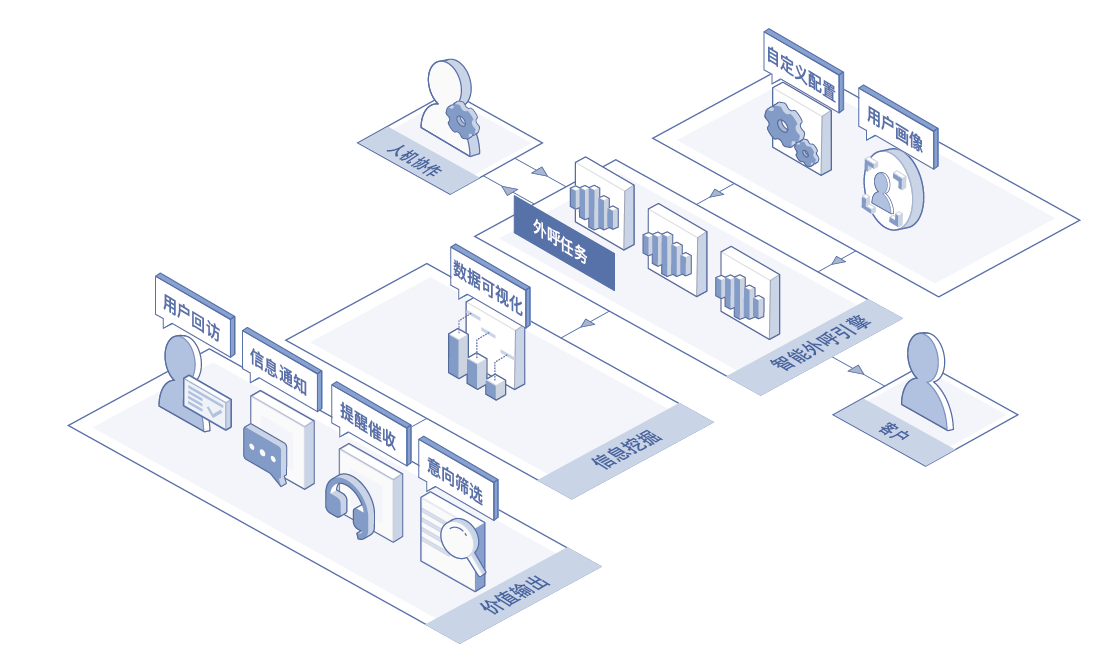 自定义配置
用户画像
人机协作
外呼任务
智能外呼引擎
数据可视化
信息挖掘
客户
用户回访
信息通知
提醒催收
意向筛选
价值输出